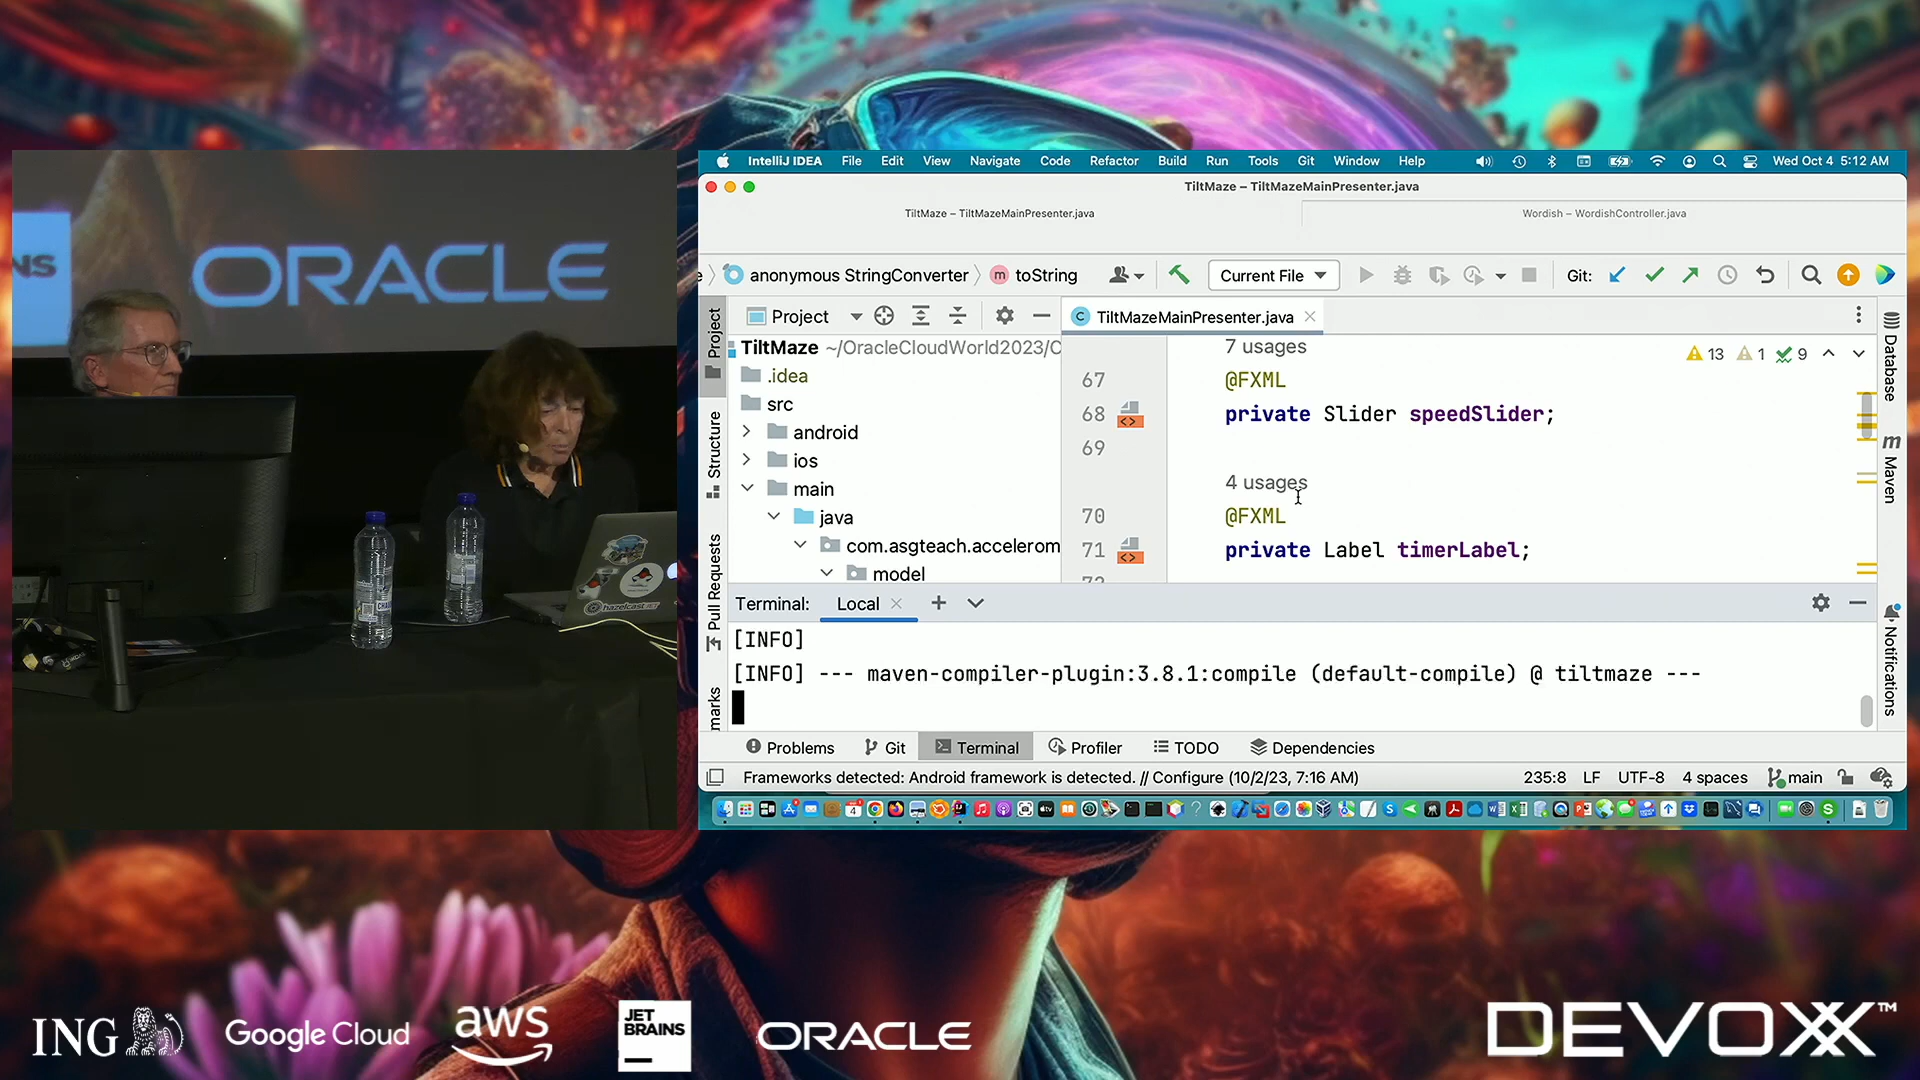 IntelliJ IDEA File Edit View Navigate Code Refactor Build Run Tools Git Window Help Wed Oct 4 5:12 AM
TiltMaze – TiltMazeMainPresenter.java
TiltMaze – TiltMazeMainPresenter.java Wordish – WordishController.java
anonymous StringConverter toString Current File Git:
Project TiltMazeMainPresenter.java
TiltMaze ~/OracleCloudWorld2023/C
.idea
src
android
ios
main
java
com.asgteach.accelerom
model
7 usages
67 @FXML
68 private Slider speedSlider;
69
4 usages
70 @FXML
71 private Label timerLabel;
13 1 9
Project
Structure
Pull Requests
marks
Database
Maven
Notifications
Terminal: Local
[INFO]
[INFO] --- maven-compiler-plugin:3.8.1:compile (default-compile) @ tiltmaze ---
Problems Git Terminal Profiler TODO Dependencies
Frameworks detected: Android framework is detected. // Configure (10/2/23, 7:16 AM) 235:8 LF UTF-8 4 spaces main
NS
ORACLE
hazelcast
ING
Google Cloud
aws
JET
BRAINS
ORACLE
DEVOXX™